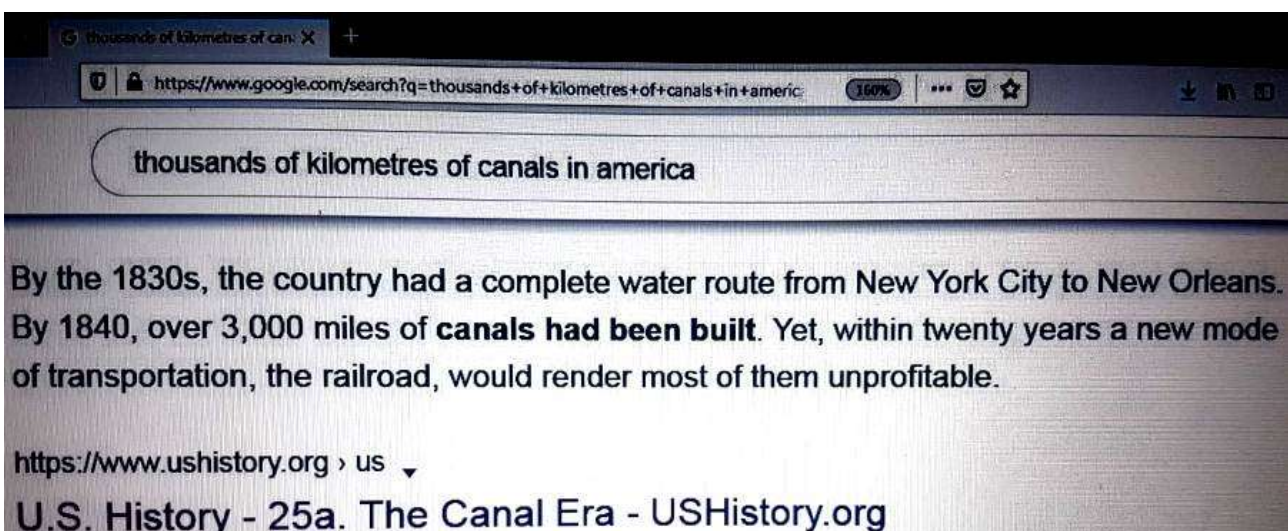 thousands of kilometres of can: X +
https://www.google.com/search?q=thousands+of+kilometres+of+canals+in+americ 160% ...
thousands of kilometres of canals in america
By the 1830s, the country had a complete water route from New York City to New Orleans.
By 1840, over 3,000 miles of canals had been built. Yet, within twenty years a new mode
of transportation, the railroad, would render most of them unprofitable.
https://www.ushistory.org › us
U.S. History - 25a. The Canal Era - USHistory.org